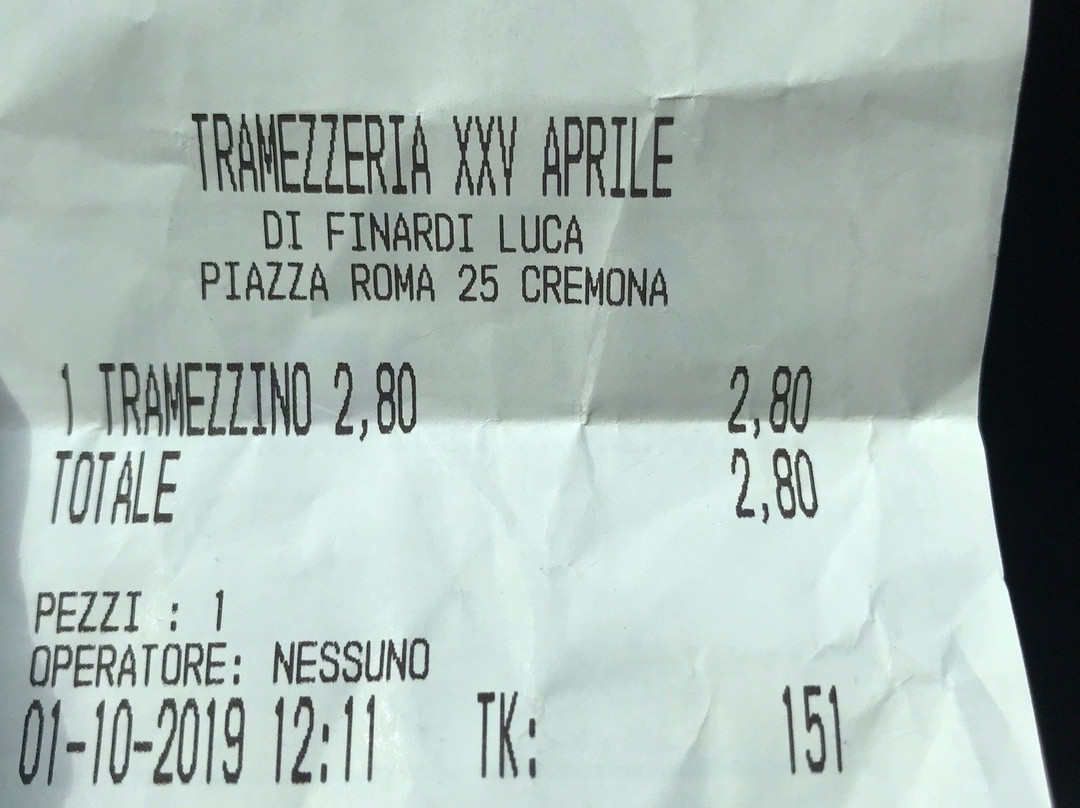 TRAMEZZERIA XXV APRILE
DI FINARDI LUCA
PIAZZA ROMA 25 CREMONA
1 TRAMEZZINO 2,80 2,80
TOTALE 2,80
PEZZI : 1
OPERATORE: NESSUNO
01-10-2019 12:11 TK: 151